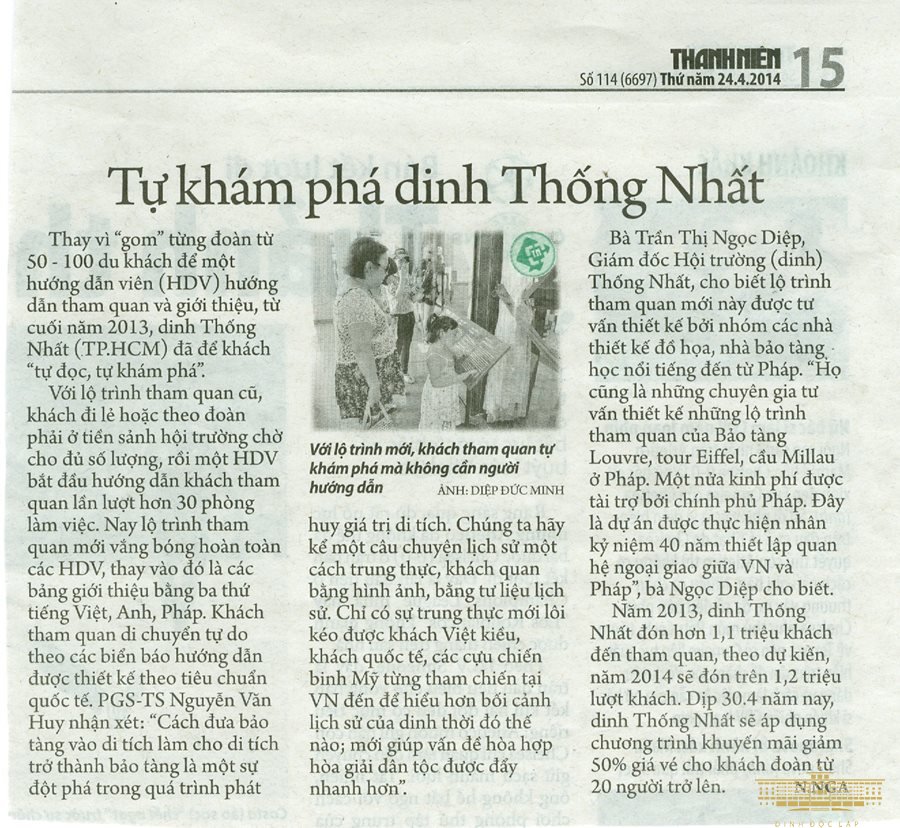 THANHNIÊN 15
Số 114 (6697) Thứ năm 24.4.2014
Tự khám phá dinh Thống Nhất
Thay vì “gom” từng đoàn từ
50 - 100 du khách để một
hướng dẫn viên (HDV) hướng
dẫn tham quan và giới thiệu, từ
cuối năm 2013, dinh Thống
Nhất (TP.HCM) đã để khách
“tự đọc, tự khám phá”.
Với lộ trình tham quan cũ,
khách đi lẻ hoặc theo đoàn
phải ở tiền sảnh hội trường chờ
cho đủ số lượng, rồi một HDV
bắt đầu hướng dẫn khách tham
quan lần lượt hơn 30 phòng
làm việc. Nay lộ trình tham
quan mới vắng bóng hoàn toàn
các HDV, thay vào đó là các
bảng giới thiệu bằng ba thứ
tiếng Việt, Anh, Pháp. Khách
tham quan di chuyển tự do
theo các biển báo hướng dẫn
được thiết kế theo tiêu chuẩn
quốc tế. PGS-TS Nguyễn Văn
Huy nhận xét: “Cách đưa bảo
tàng vào di tích làm cho di tích
trở thành bảo tàng là một sự
đột phá trong quá trình phát
Với lộ trình mới, khách tham quan tự
khám phá mà không cần người
hướng dẫn
ẢNH: DIỆP ĐỨC MINH
huy giá trị di tích. Chúng ta hãy
kể một câu chuyện lịch sử một
cách trung thực, khách quan
bằng hình ảnh, bằng tư liệu lịch
sử. Chỉ có sự trung thực mới lôi
kéo được khách Việt kiều,
khách quốc tế, các cựu chiến
binh Mỹ từng tham chiến tại
VN đến để hiểu hơn bối cảnh
lịch sử của dinh thời đó thế
nào; mới giúp vấn đề hòa hợp
hòa giải dân tộc được đẩy
nhanh hơn”.
Bà Trần Thị Ngọc Diệp,
Giám đốc Hội trường (dinh)
Thống Nhất, cho biết lộ trình
tham quan mới này được tư
vấn thiết kế bởi nhóm các nhà
thiết kế đồ họa, nhà bảo tàng
học nổi tiếng đến từ Pháp. “Họ
cũng là những chuyên gia tư
vấn thiết kế những lộ trình
tham quan của Bảo tàng
Louvre, tour Eiffel, cầu Millau
ở Pháp. Một nửa kinh phí được
tài trợ bởi chính phủ Pháp. Đây
là dự án được thực hiện nhân
kỷ niệm 40 năm thiết lập quan
hệ ngoại giao giữa VN và
Pháp”, bà Ngọc Diệp cho biết.
Năm 2013, dinh Thống
Nhất đón hơn 1,1 triệu khách
đến tham quan, theo dự kiến,
năm 2014 sẽ đón trên 1,2 triệu
lượt khách. Dịp 30.4 năm nay,
dinh Thống Nhất sẽ áp dụng
chương trình khuyến mãi giảm
50% giá vé cho khách đoàn từ
20 người trở lên.
N.NGA
DINH ĐỘC LẬP